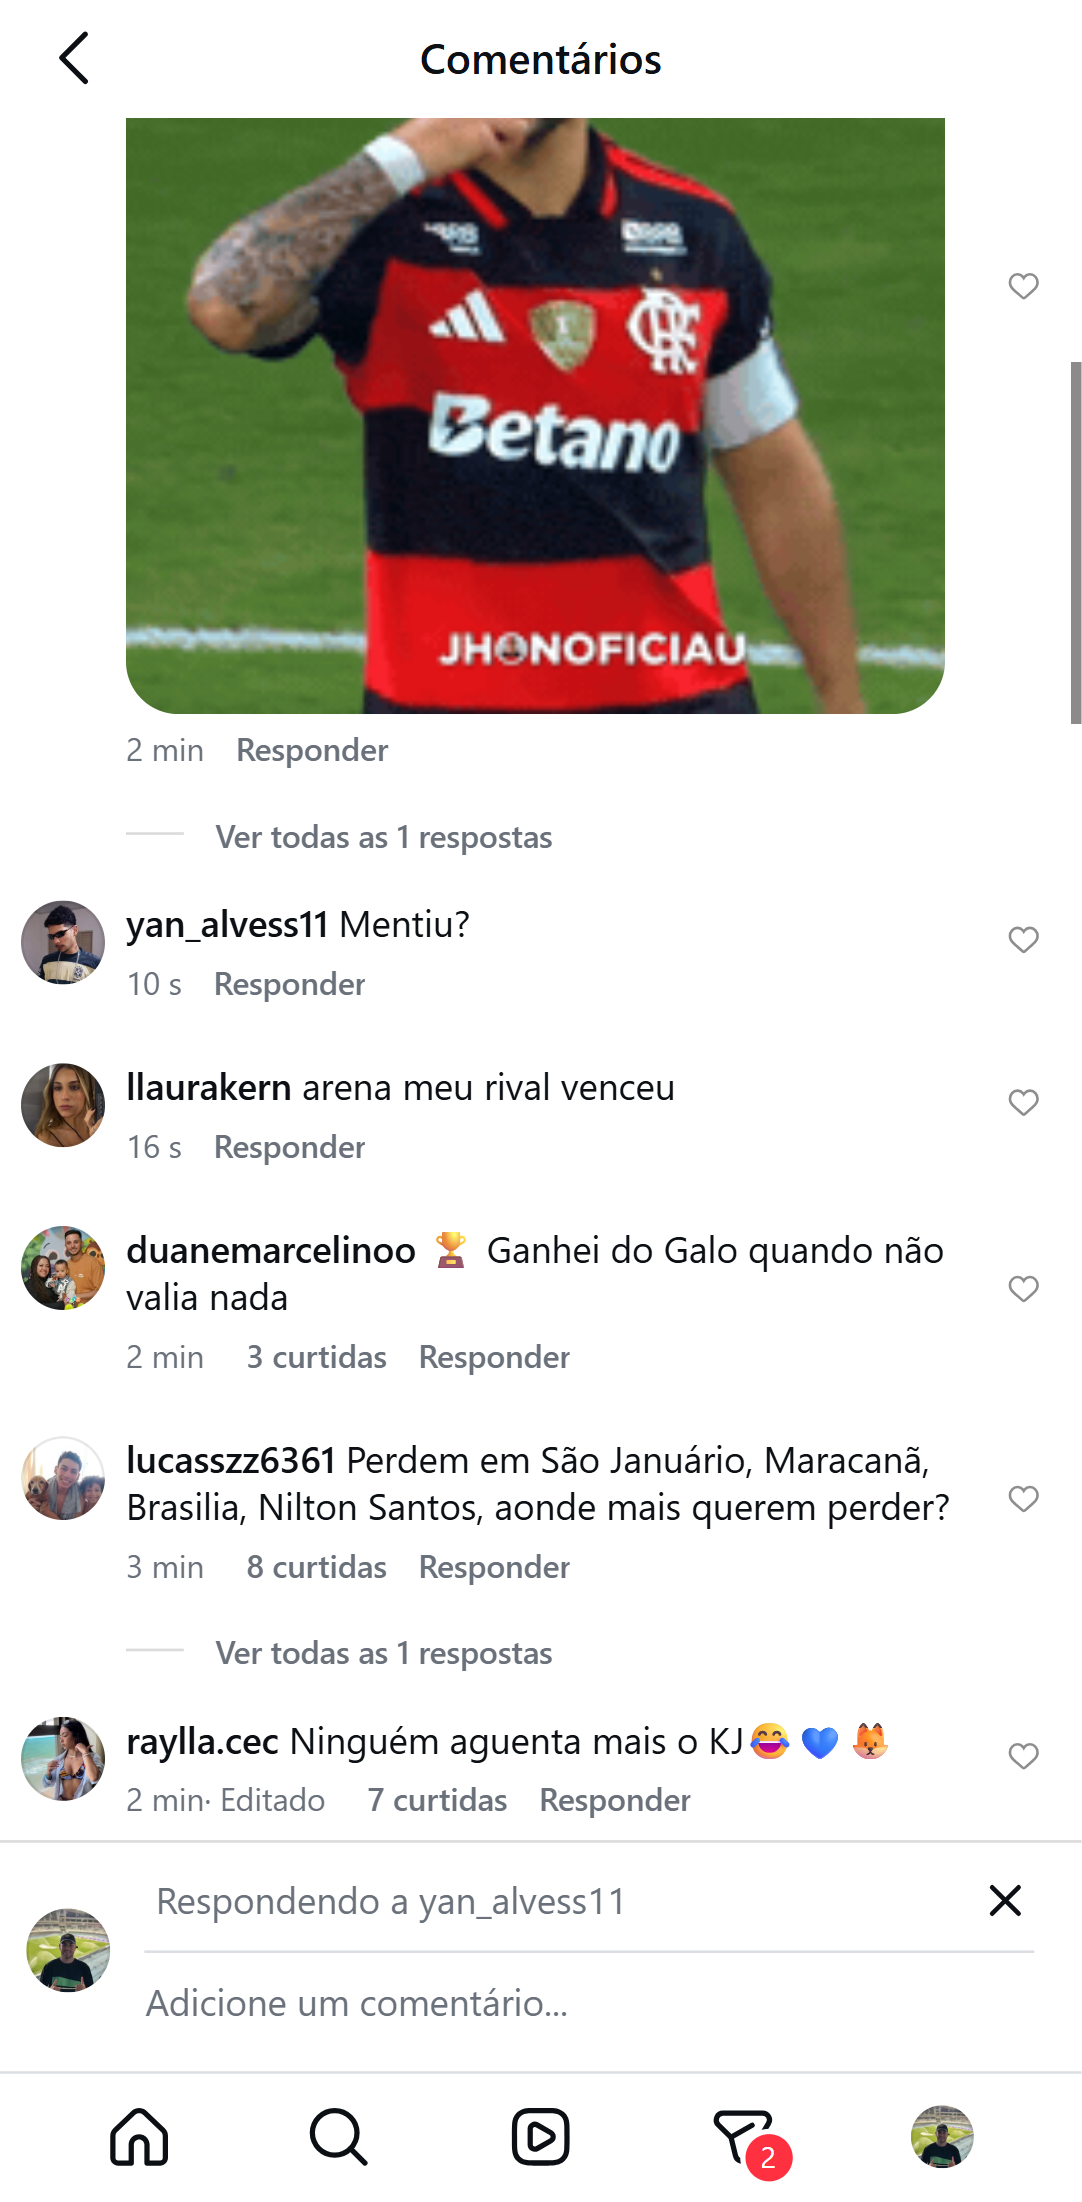 Comentários
Betano
JHONOFICIAU
2 min Responder
Ver todas as 1 respostas
yan_alvess11 Mentiu?
10 s Responder
llaurakern arena meu rival venceu
16 s Responder
duanemarcelinoo 🏆 Ganhei do Galo quando não
valia nada
2 min 3 curtidas Responder
lucasszz6361 Perdem em São Januário, Maracanã,
Brasilia, Nilton Santos, aonde mais querem perder?
3 min 8 curtidas Responder
Ver todas as 1 respostas
raylla.cec Ninguém aguenta mais o KJ😂💙🦊
2 min· Editado 7 curtidas Responder
Respondendo a yan_alvess11
Adicione um comentário...
2